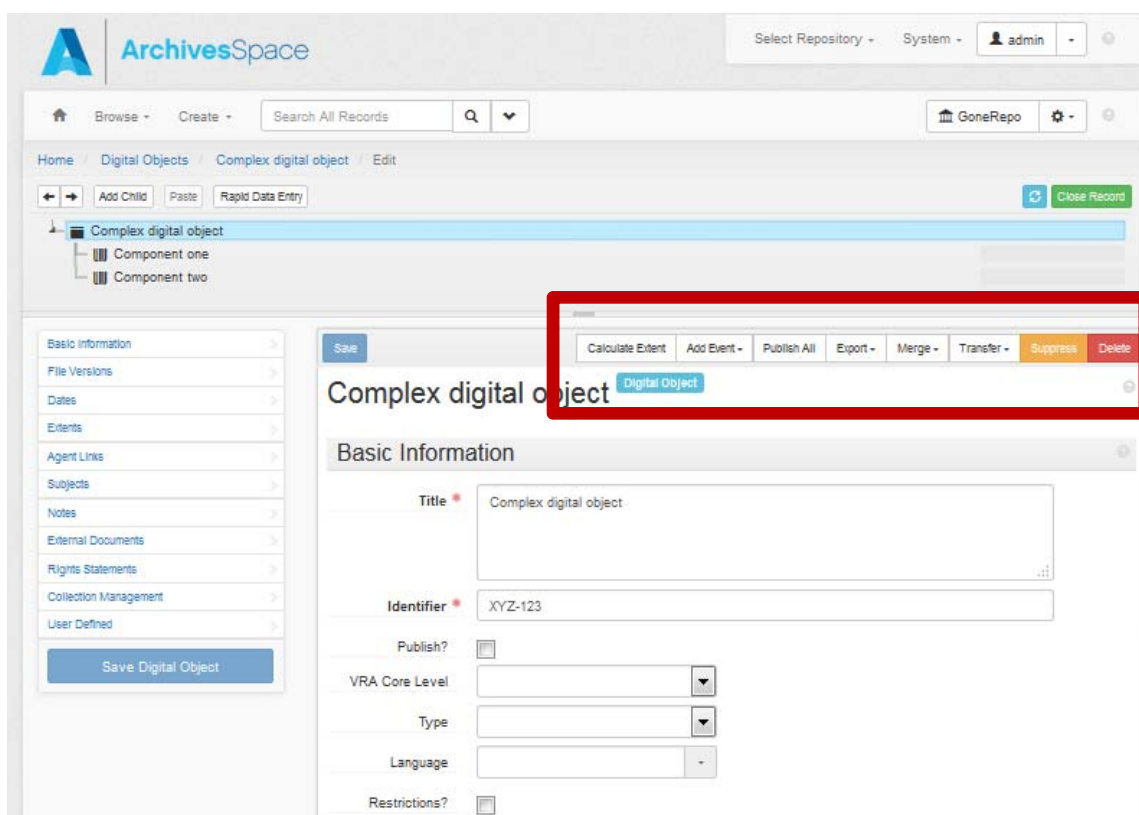 ArchivesSpace
Select Repository System admin
Browse Create Search All Records GoneRepo
Home / Digital Objects / Complex digital object / Edit
Add Child Paste Rapid Data Entry Close Record
Complex digital object
Component one
Component two
Basic Information
File Versions
Dates
Extents
Agent Links
Subjects
Notes
External Documents
Rights Statements
Collection Management
User Defined
Save Digital Object
Save Calculate Extent Add Event Publish All Export Merge Transfer Suppress Delete
Complex digital object Digital Object
Basic Information
Title * Complex digital object
Identifier * XYZ-123
Publish?
VRA Core Level
Type
Language
Restrictions?